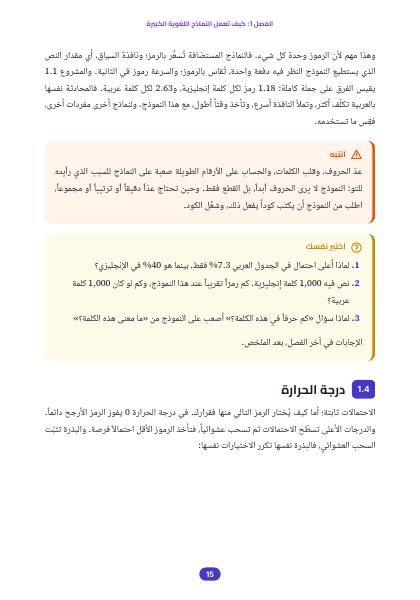 الفصل 1: كيف تعمل النماذج اللغوية الكبيرة
وهذا مهم لأن الرموز وحدة كل شيء. فالنماذج المستضافة تُسعَّر بالرمز؛ ونافذة السياق، أي مقدار النص
الذي يستطيع النموذج النظر فيه دفعة واحدة، تُقاس بالرموز؛ والسرعة رموز في الثانية. والمشروع 1.1
يقيس الفرق على جملة كاملة: 1.18 رمز لكل كلمة إنجليزية، و2.63 لكل كلمة عربية. فالمحادثة نفسها
بالعربية تكلّف أكثر، وتملأ النافذة أسرع، وتأخذ وقتاً أطول، مع هذا النموذج. ولنماذج أخرى مفردات أخرى،
فقِس ما تستخدمه.
انتبه
عدّ الحروف، وقلب الكلمات، والحساب على الأرقام الطويلة صعبة على النماذج للسبب الذي رأيته
للتو: النموذج لا يرى الحروف أبداً، بل القطع فقط. وحين تحتاج عدّاً دقيقاً أو ترتيباً أو مجموعاً،
اطلب من النموذج أن يكتب كوداً يفعل ذلك، وشغّل الكود.
اختبر نفسك
1. لماذا أعلى احتمال في الجدول العربي 7.3% فقط، بينما هو 40% في الإنجليزي؟
2. نص فيه 1,000 كلمة إنجليزية. كم رمزاً تقريباً عند هذا النموذج، وكم لو كان 1,000 كلمة
عربية؟
3. لماذا سؤال «كم حرفاً في هذه الكلمة؟» أصعب على النموذج من «ما معنى هذه الكلمة؟»
الإجابات في آخر الفصل، بعد الملخص.
1.4 درجة الحرارة
الاحتمالات ثابتة؛ أما كيف يُختار الرمز التالي منها فقرارك. في درجة الحرارة 0 يفوز الرمز الأرجح دائماً.
والدرجات الأعلى تسطّح الاحتمالات ثم تسحب عشوائياً، فتأخذ الرموز الأقل احتمالاً فرصة. والبذرة تثبّت
السحب العشوائي، فالبذرة نفسها تكرر الاختيارات نفسها:
15